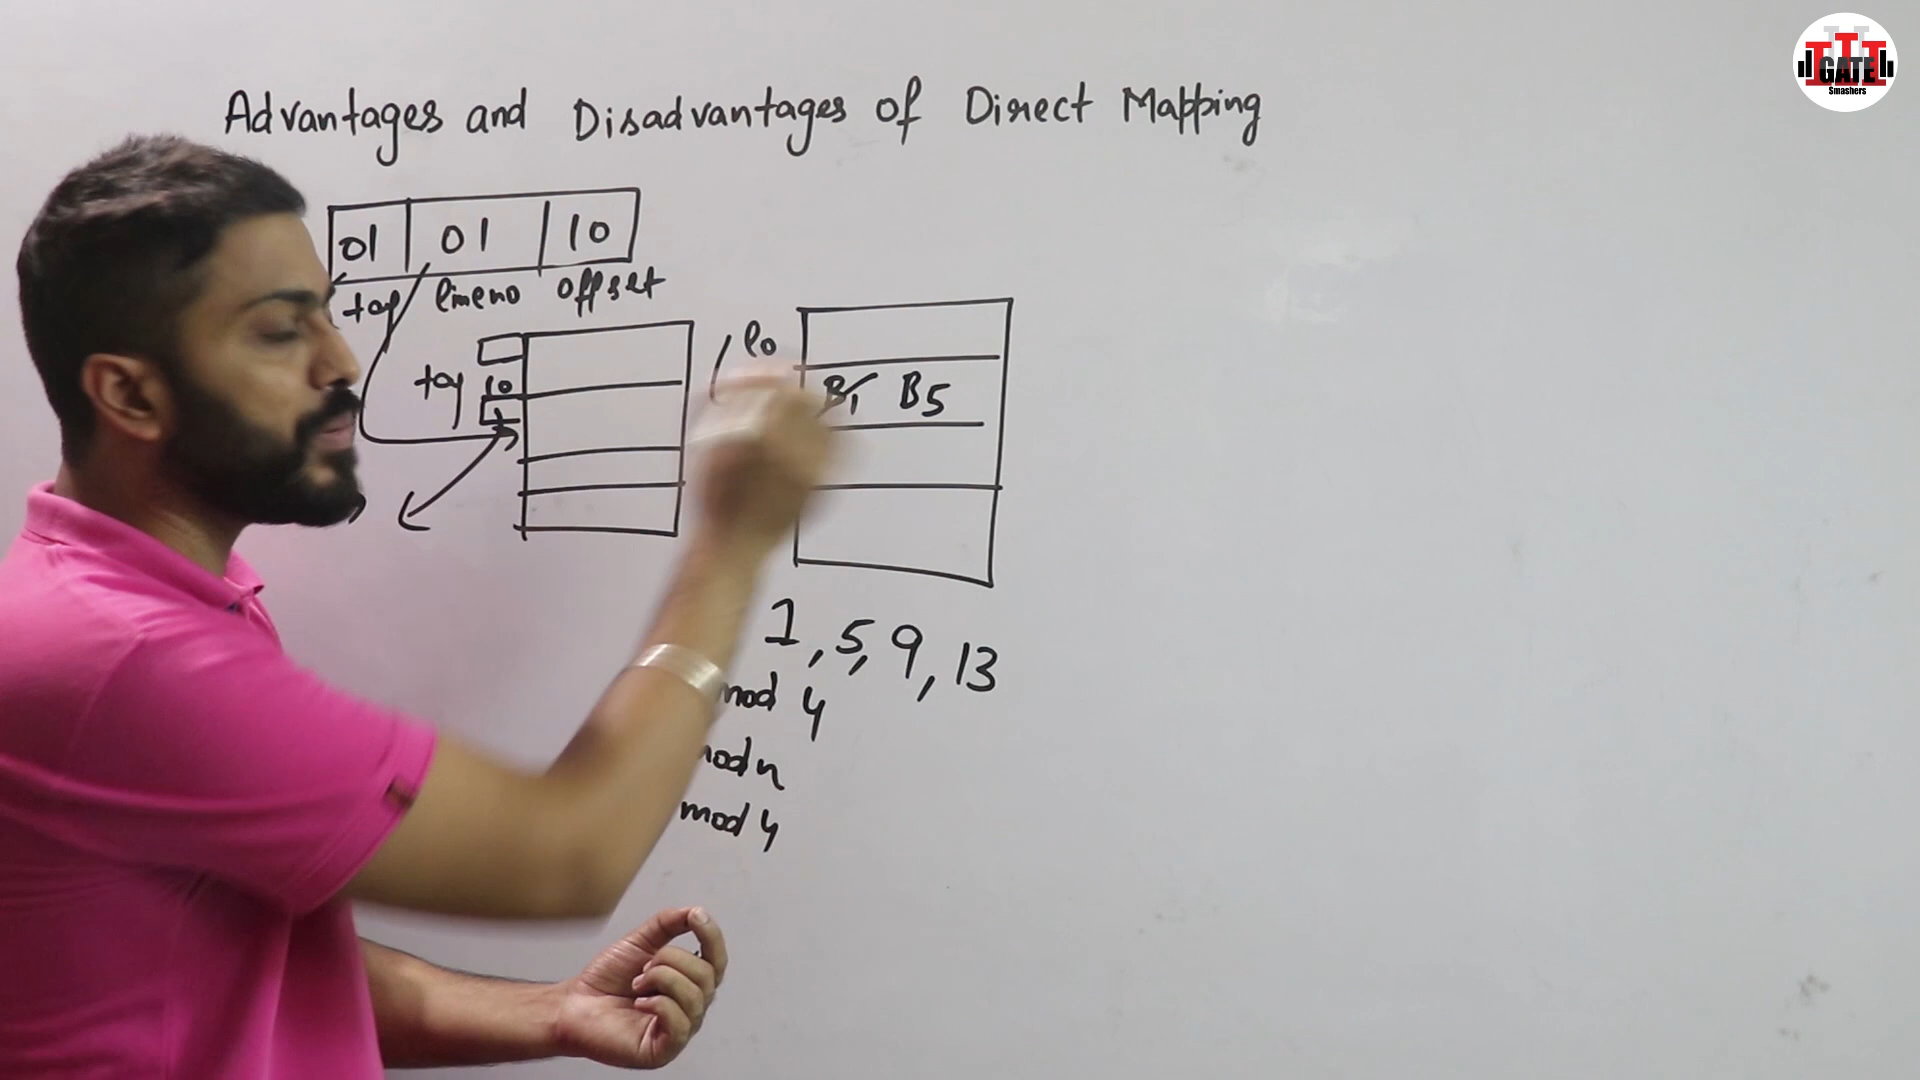 GATE
Smashers
Advantages and Disadvantages of Direct Mapping
01 01 10
tag lineno offset
l0
tag 10
B1 B5
1, 5, 9, 13
mod 4
mod n
mod 4